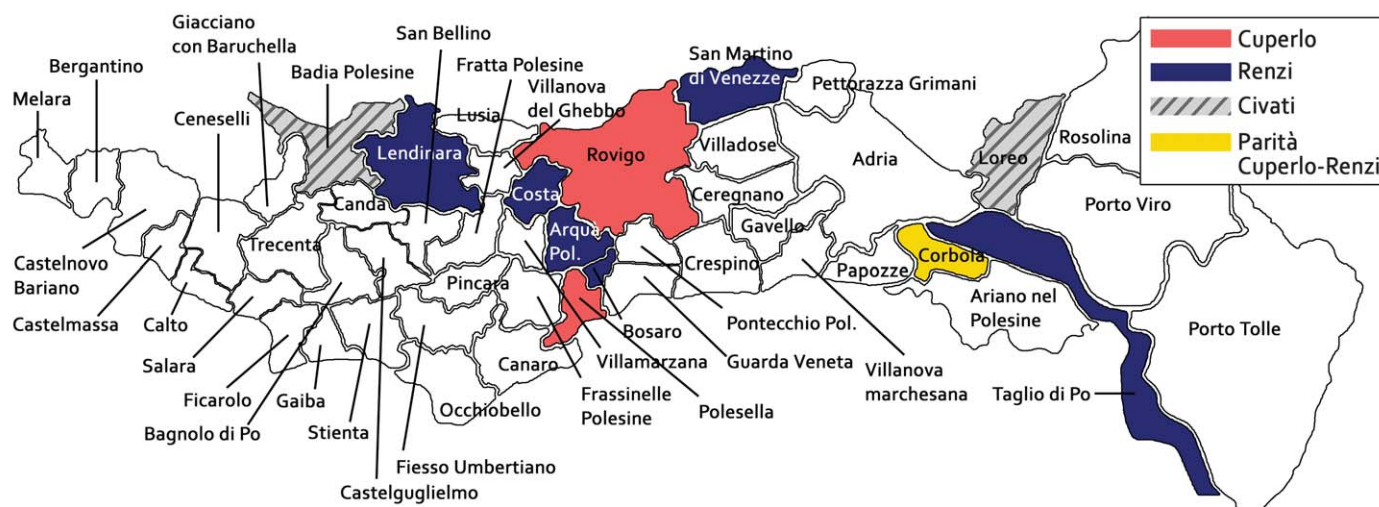 Giacciano
con Baruchella
San Bellino
Bergantino
Badia Polesine
Fratta Polesine
San Martino
di Venezze
Melara
Villanova
del Ghebbo
Pettorazza Grimani
Ceneselli
Lusia
Rosolina
Lendinara
Rovigo
Villadose
Adria
Loreo
Costa
Ceregnano
Canda
Porto Viro
Trecenta
Arquà
Pol.
Gavello
Castelnovo
Bariano
Pincara
Crespino
Papozze
Corbola
Castelmassa
Calto
Bosaro
Pontecchio Pol.
Ariano nel
Polesine
Porto Tolle
Salara
Canaro
Villamarzana
Guarda Veneta
Villanova
marchesana
Ficarolo
Gaiba
Occhiobello
Frassinelle
Polesine
Polesella
Taglio di Po
Bagnolo di Po
Stienta
Fiesso Umbertiano
Castelguglielmo
Cuperlo
Renzi
Civati
Parità
Cuperlo-Renzi